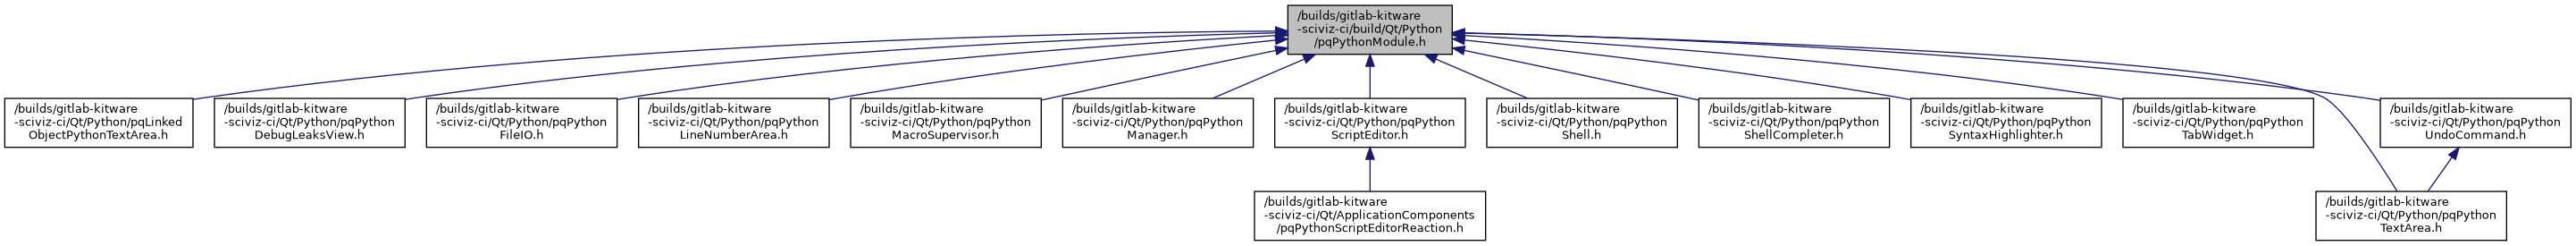 /builds/gitlab-kitware
-sciviz-ci/build/Qt/Python
/pqPythonModule.h
/builds/gitlab-kitware
-sciviz-ci/Qt/Python/pqLinked
ObjectPythonTextArea.h
/builds/gitlab-kitware
-sciviz-ci/Qt/Python/pqPython
DebugLeaksView.h
/builds/gitlab-kitware
-sciviz-ci/Qt/Python/pqPython
FileIO.h
/builds/gitlab-kitware
-sciviz-ci/Qt/Python/pqPython
LineNumberArea.h
/builds/gitlab-kitware
-sciviz-ci/Qt/Python/pqPython
MacroSupervisor.h
/builds/gitlab-kitware
-sciviz-ci/Qt/Python/pqPython
Manager.h
/builds/gitlab-kitware
-sciviz-ci/Qt/Python/pqPython
ScriptEditor.h
/builds/gitlab-kitware
-sciviz-ci/Qt/Python/pqPython
Shell.h
/builds/gitlab-kitware
-sciviz-ci/Qt/Python/pqPython
ShellCompleter.h
/builds/gitlab-kitware
-sciviz-ci/Qt/Python/pqPython
SyntaxHighlighter.h
/builds/gitlab-kitware
-sciviz-ci/Qt/Python/pqPython
TabWidget.h
/builds/gitlab-kitware
-sciviz-ci/Qt/Python/pqPython
UndoCommand.h
/builds/gitlab-kitware
-sciviz-ci/Qt/ApplicationComponents
/pqPythonScriptEditorReaction.h
/builds/gitlab-kitware
-sciviz-ci/Qt/Python/pqPython
TextArea.h